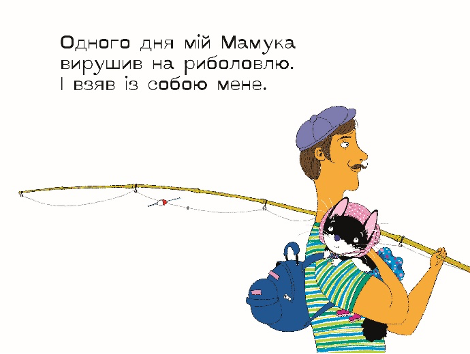 Одного дня мій Мамука
вирушив на риболовлю.
І взяв із собою мене.